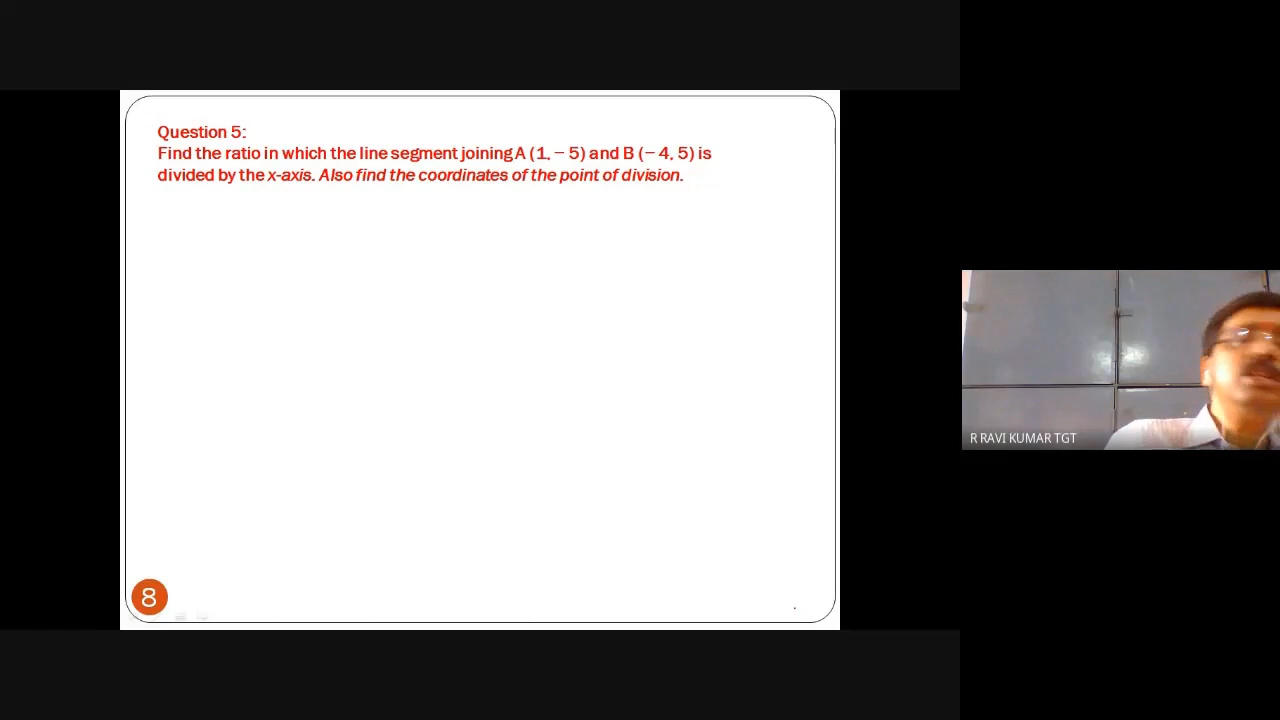 Question 5:
Find the ratio in which the line segment joining A (1, − 5) and B (− 4, 5) is
divided by the x-axis. Also find the coordinates of the point of division.
R RAVI KUMAR TGT
8